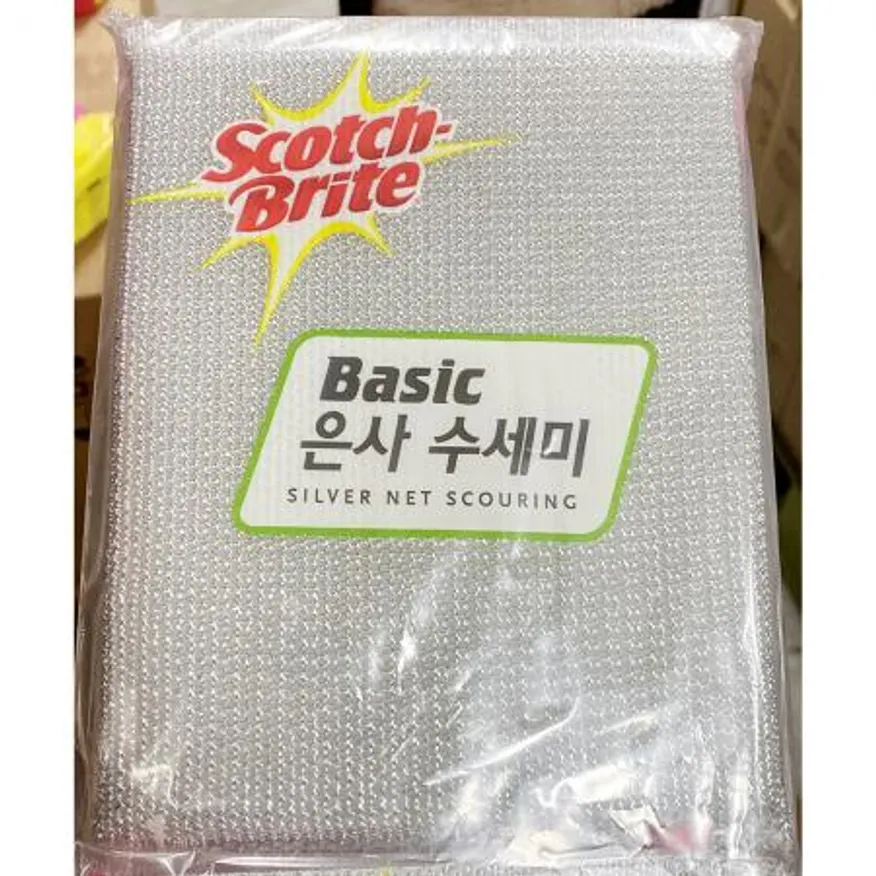 Scotch-
Brite
Basic
은사 수세미
SILVER NET SCOURING